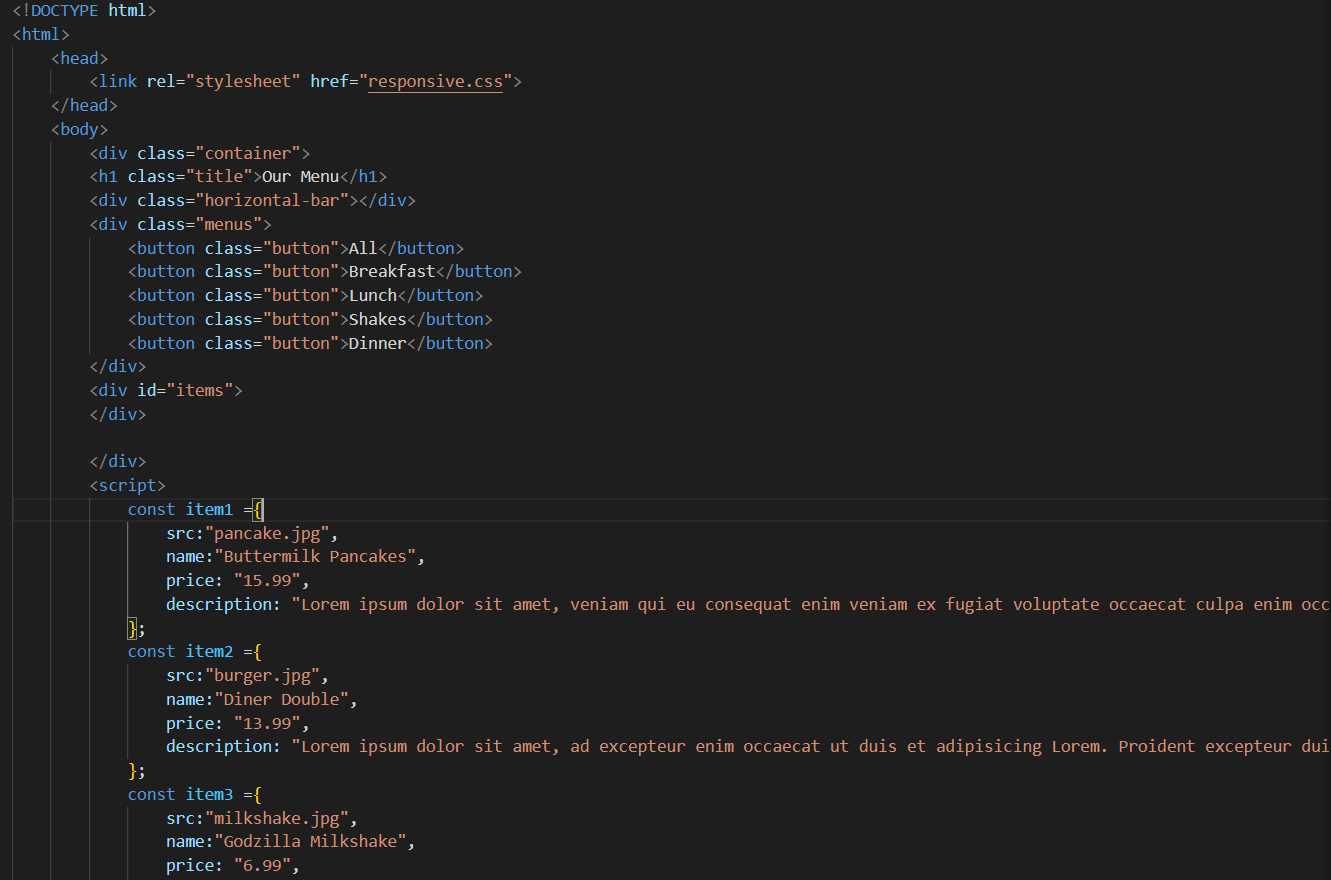 <!DOCTYPE html>
<html>
<head>
<link rel="stylesheet" href="responsive.css">
</head>
<body>
<div class="container">
<h1 class="title">Our Menu</h1>
<div class="horizontal-bar"></div>
<div class="menus">
<button class="button">All</button>
<button class="button">Breakfast</button>
<button class="button">Lunch</button>
<button class="button">Shakes</button>
<button class="button">Dinner</button>
</div>
<div id="items">
</div>
</div>
<script>
const item1 ={
src:"pancake.jpg",
name:"Buttermilk Pancakes",
price: "15.99",
description: "Lorem ipsum dolor sit amet, veniam qui eu consequat enim veniam ex fugiat voluptate occaecat culpa enim occ
};
const item2 ={
src:"burger.jpg",
name:"Diner Double",
price: "13.99",
description: "Lorem ipsum dolor sit amet, ad excepteur enim occaecat ut duis et adipisicing Lorem. Proident excepteur dui
};
const item3 ={
src:"milkshake.jpg",
name:"Godzilla Milkshake",
price: "6.99",